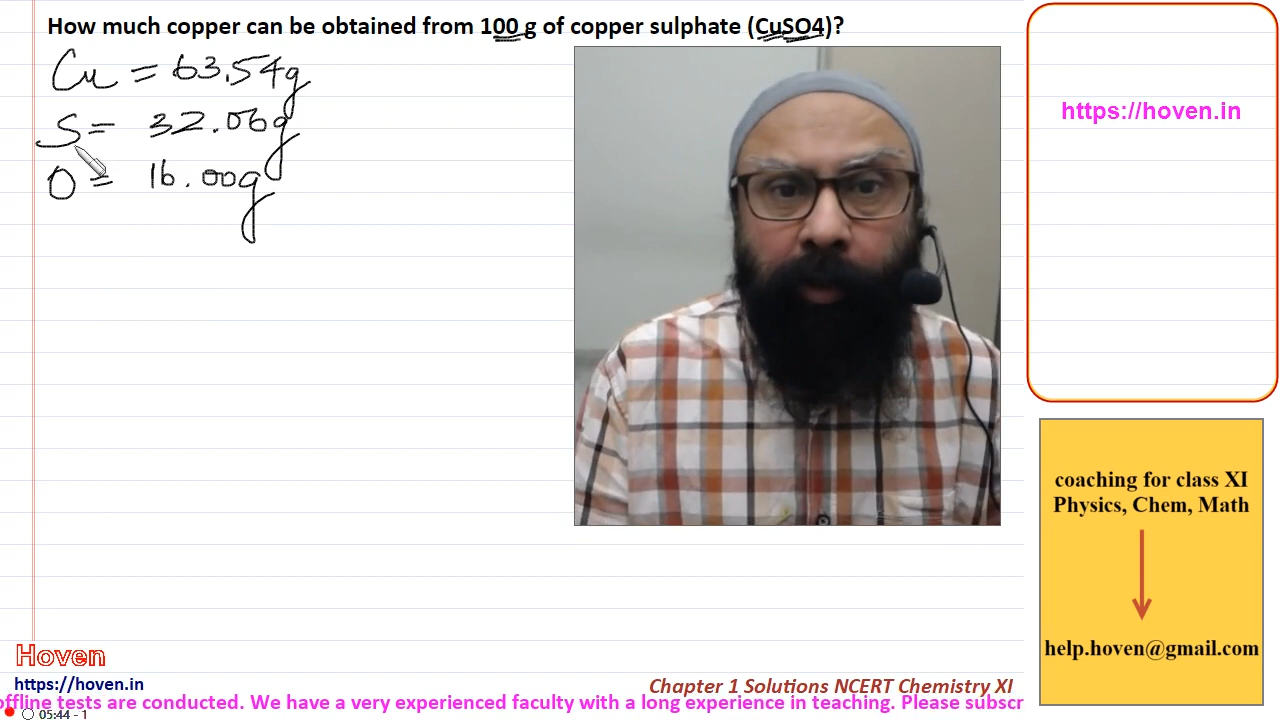 How much copper can be obtained from 100 g of copper sulphate (CuSO4)?
Cu = 63.54g
S = 32.06g
O = 16.00g
https://hoven.in
coaching for class XI
Physics, Chem, Math
help.hoven@gmail.com
Hoven
https://hoven.in
Chapter 1 Solutions NCERT Chemistry XI
offline tests are conducted. We have a very experienced faculty with a long experience in teaching. Please subscr
05:44 - 1